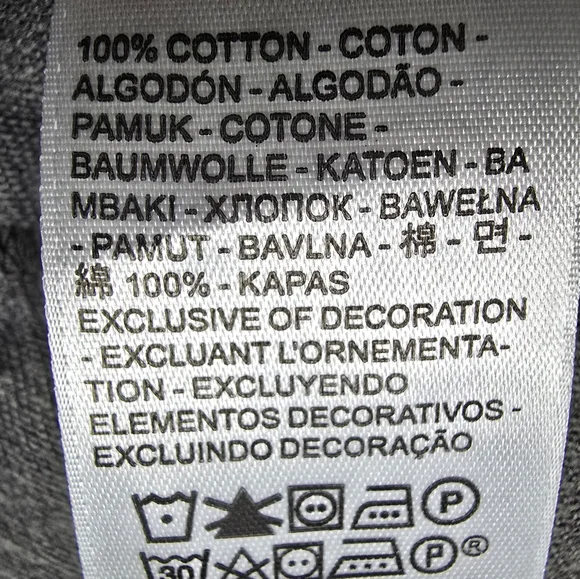 100% COTTON - COTON -
ALGODÓN - ALGODÃO -
PAMUK - COTONE -
BAUMWOLLE - KATOEN - BA
MBAKI - ХЛОПОК - BAWEŁNA
- PAMUT - BAVLNA - 棉 - 면 -
綿 100% - KAPAS
EXCLUSIVE OF DECORATION
- EXCLUANT L'ORNEMENTA-
TION - EXCLUYENDO
ELEMENTOS DECORATIVOS -
EXCLUINDO DECORAÇÃO
P
30 P ®